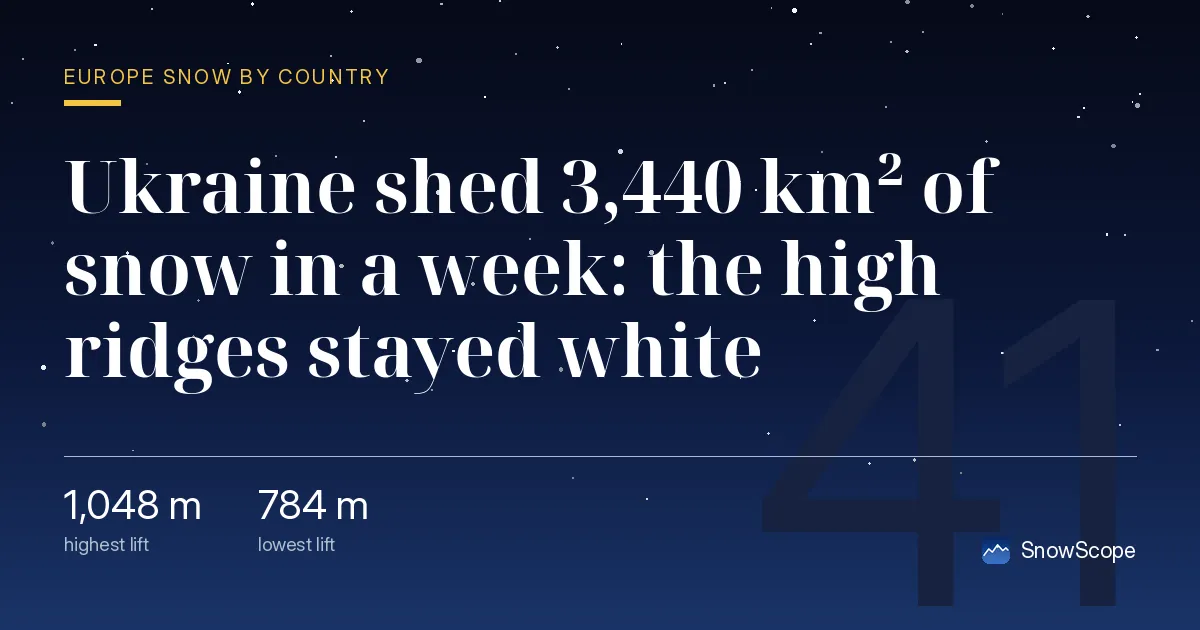 EUROPE SNOW BY COUNTRY
Ukraine shed 3,440 km² of
snow in a week: the high
ridges stayed white
41
1,048 m
784 m
highest lift
lowest lift
SnowScope